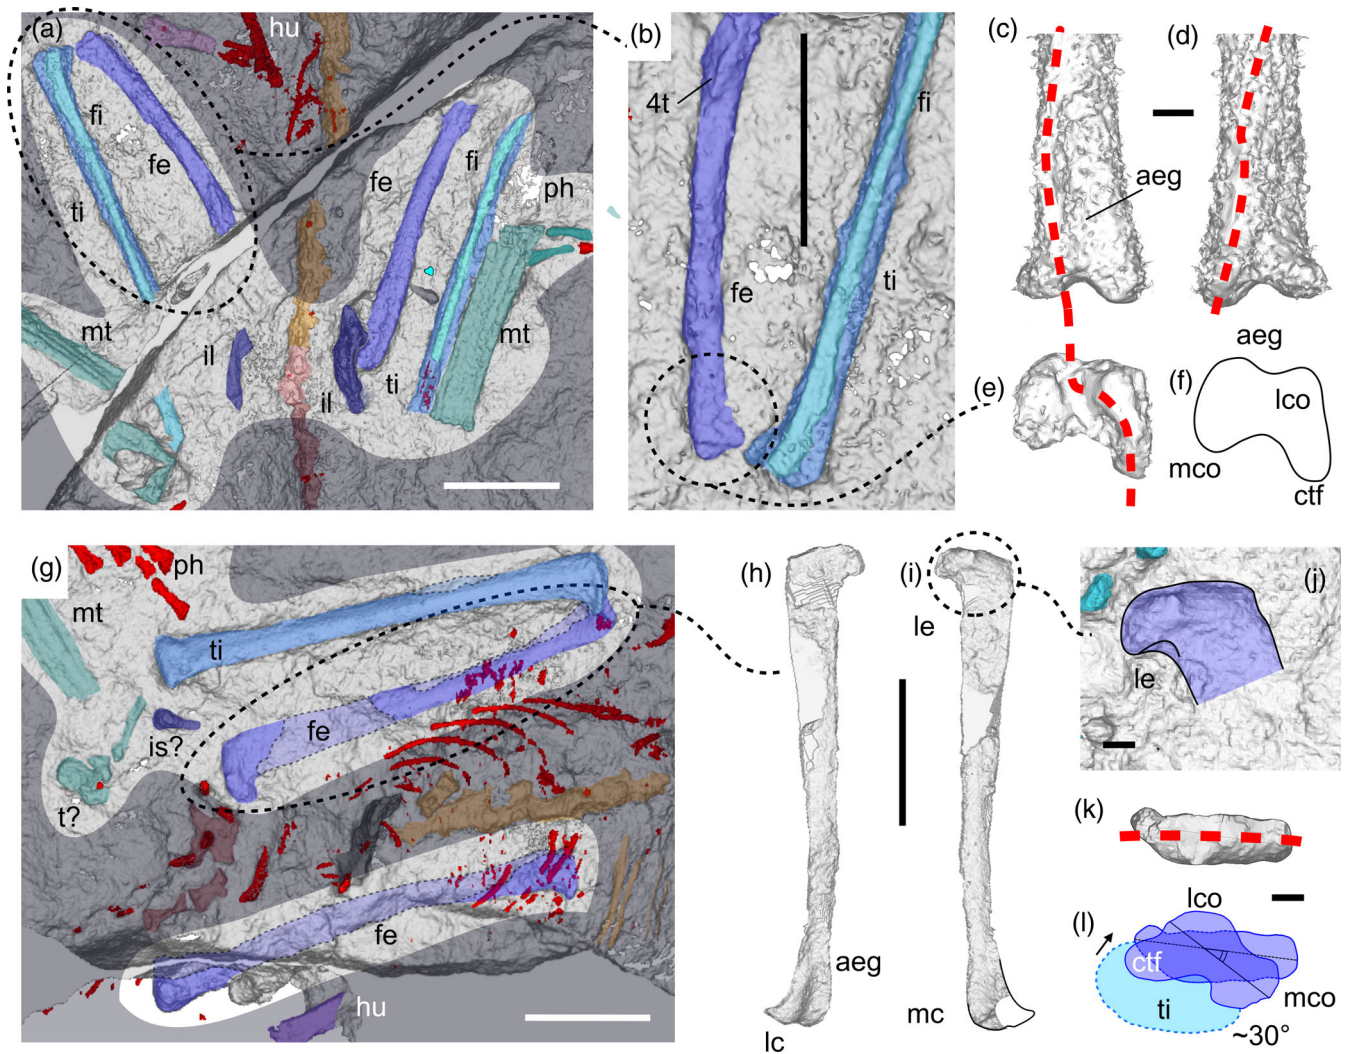 (a)
hu
fi
fe
ti
fe
fi
ph
mt
il
il
ti
mt
(b)
4t
fi
fe
ti
(c)
(d)
aeg
(e)
(f)
aeg
lco
mco
ctf
(g)
ph
mt
ti
fe
is?
t?
fe
hu
(h)
(i)
le
aeg
lc
mc
(j)
le
(k)
(l)
lco
ctf
mco
ti
~30°